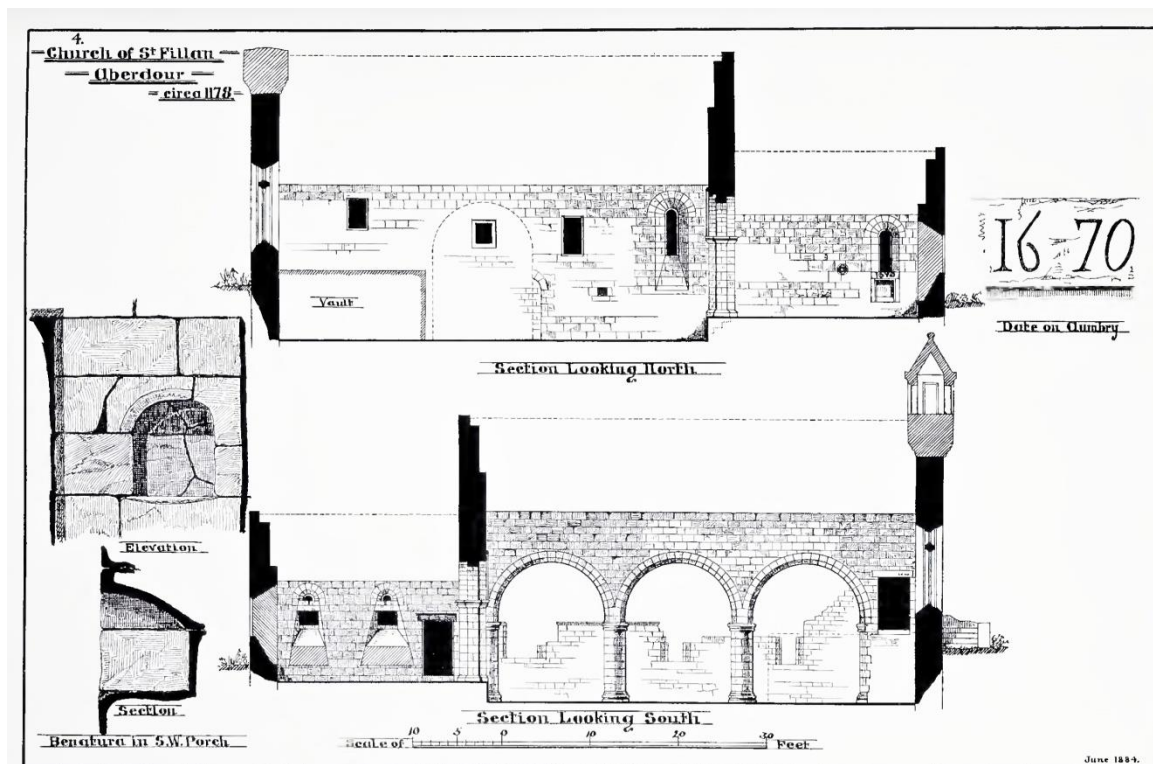 4.
Church of St Fillan
Aberdour
circa 1178.
Vault
1670
16 70
Date on Aumbry
Section Looking North
Elevation
Section
Benatura in S.W. Porch
Section Looking South
Scale of 10 5 0 10 20 30 Feet
June 1884.